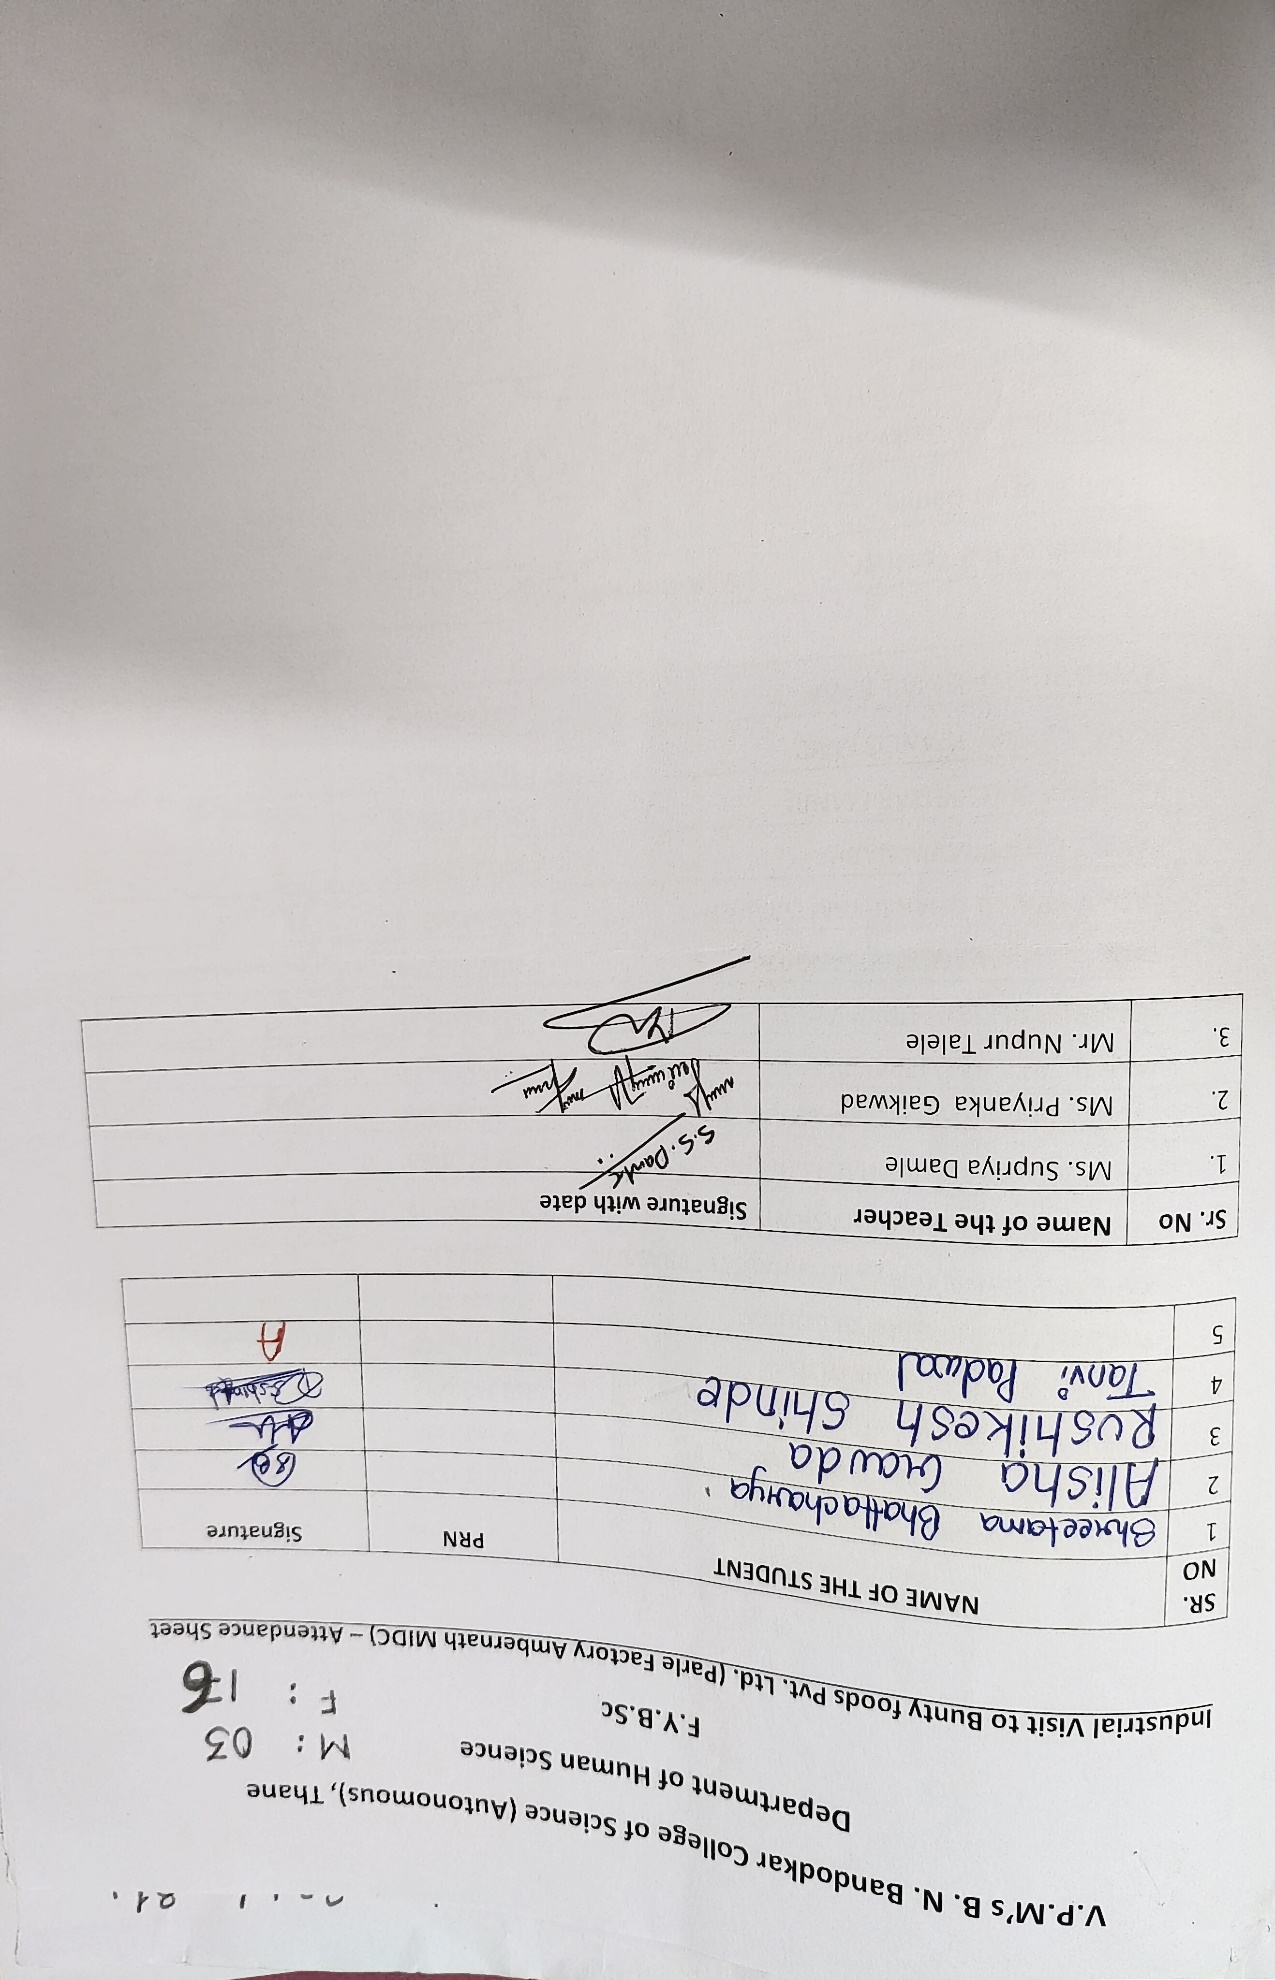 V.P.M's B. N. Bandodkar College of Science (Autonomous), Thane
Department of Human Science
M : 03
F.Y.B.Sc
F : 16
Industrial Visit to Bunty foods Pvt. Ltd. (Parle Factory Ambernath MIDC) – Attendance Sheet
SR. NO NAME OF THE STUDENT PRN Signature
1 Shreetama Bhattacharya
2 Alisha Gowda
3 Rushikesh Shinde
4 Tanvi Padwal A
5
Sr. No Name of the Teacher Signature with date
1. Ms. Supriya Damle
2. Ms. Priyanka Gaikwad
3. Mr. Nupur Talele